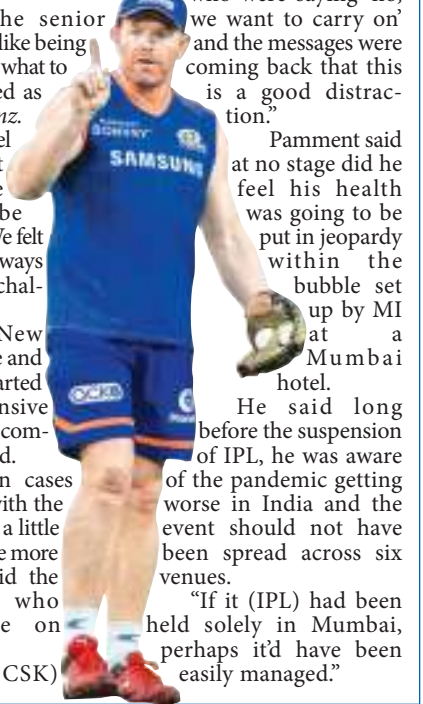 he senior
like being
what to
ed as
nz.
el
t
e
be
We felt
ways
chal-
New
e and
arted
nsive
com-
d.
n cases
with the
a little
e more
id the
who
e on
CSK)
SAMSUNG
who were saying no,
we want to carry on’
and the messages were
coming back that this
is a good distrac-
tion.”
Pamment said
at no stage did he
feel his health
was going to be
put in jeopardy
within the
bubble set
up by MI
at a
Mumbai
hotel.
He said long
before the suspension
of IPL, he was aware
of the pandemic getting
worse in India and the
event should not have
been spread across six
venues.
“If it (IPL) had been
held solely in Mumbai,
perhaps it’d have been
easily managed.”